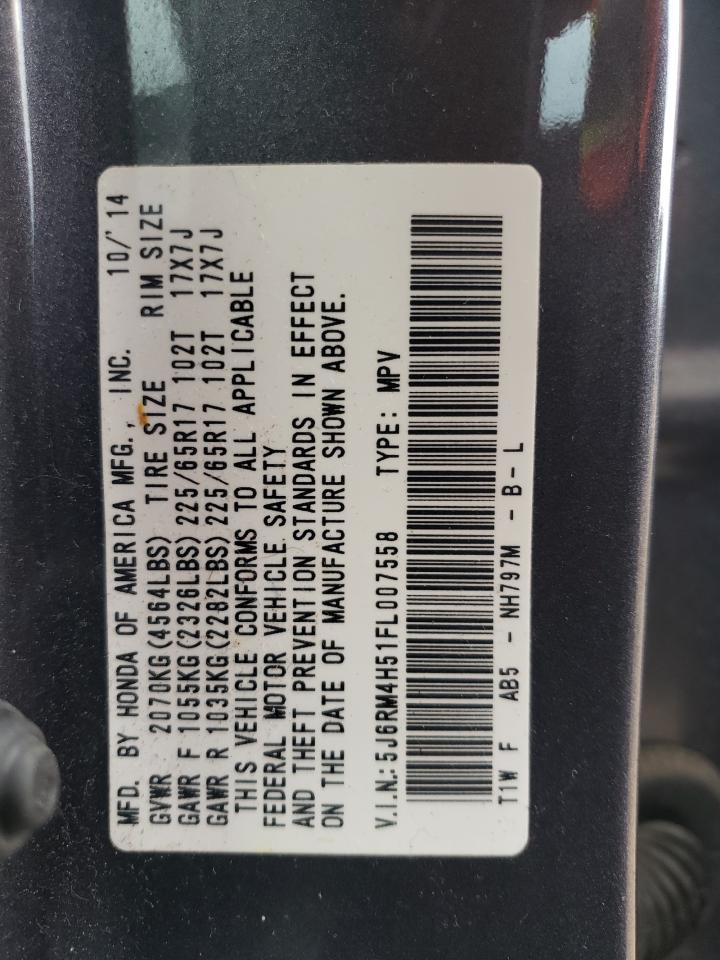 MFD. BY HONDA OF AMERICA MFG., INC. 10/'14
GVWR 2070KG(4564LBS) TIRE SIZE RIM SIZE
GAWR F 1055KG(2326LBS) 225/65R17 102T 17X7J
GAWR R 1035KG(2282LBS) 225/65R17 102T 17X7J
THIS VEHICLE CONFORMS TO ALL APPLICABLE
FEDERAL MOTOR VEHICLE SAFETY
AND THEFT PREVENTION STANDARDS IN EFFECT
ON THE DATE OF MANUFACTURE SHOWN ABOVE.
V.I.N.: 5J6RM4H51FL007558 TYPE: MPV
T1W F AB5 - NH797M - B - L